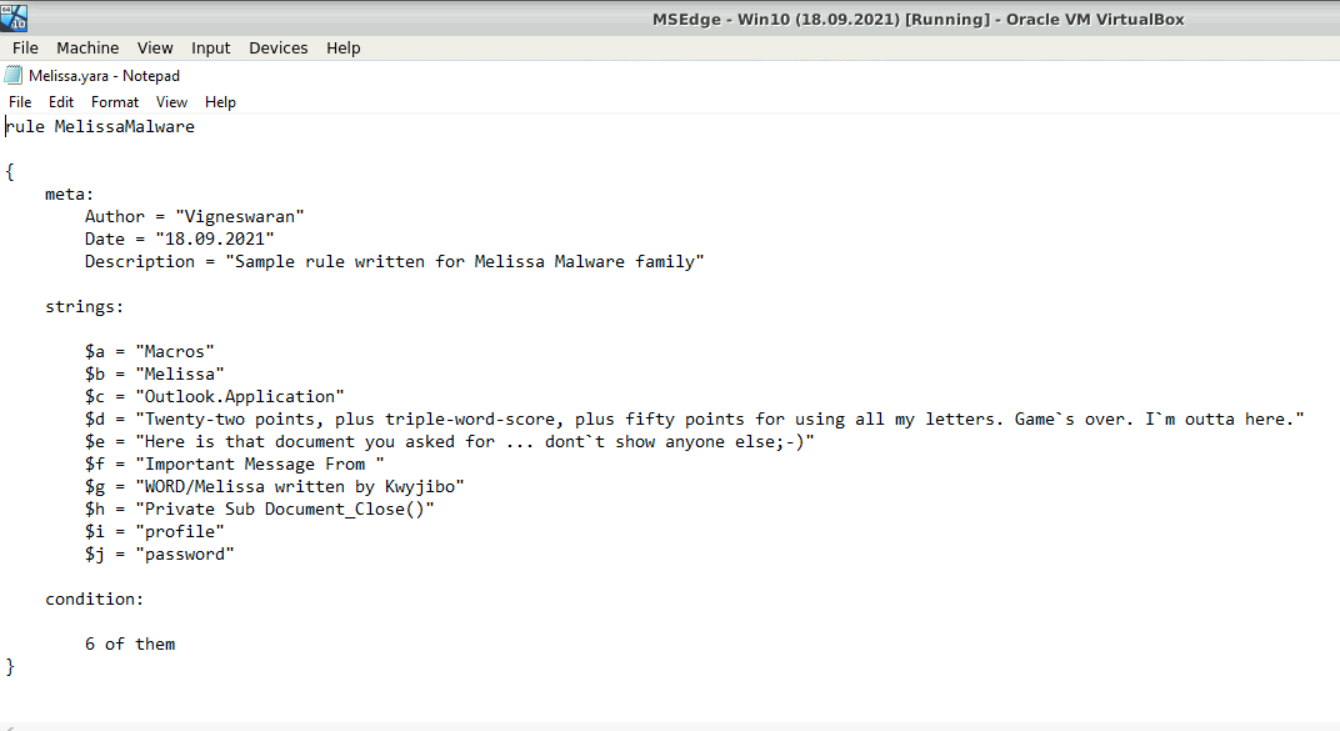 64
10
MSEdge - Win10 (18.09.2021) [Running] - Oracle VM VirtualBox
File Machine View Input Devices Help
Melissa.yara - Notepad
File Edit Format View Help
rule MelissaMalware
{
meta:
Author = "Vigneswaran"
Date = "18.09.2021"
Description = "Sample rule written for Melissa Malware family"
strings:
$a = "Macros"
$b = "Melissa"
$c = "Outlook.Application"
$d = "Twenty-two points, plus triple-word-score, plus fifty points for using all my letters. Game`s over. I`m outta here."
$e = "Here is that document you asked for ... dont`t show anyone else;-)"
$f = "Important Message From "
$g = "WORD/Melissa written by Kwyjibo"
$h = "Private Sub Document_Close()"
$i = "profile"
$j = "password"
condition:
6 of them
}